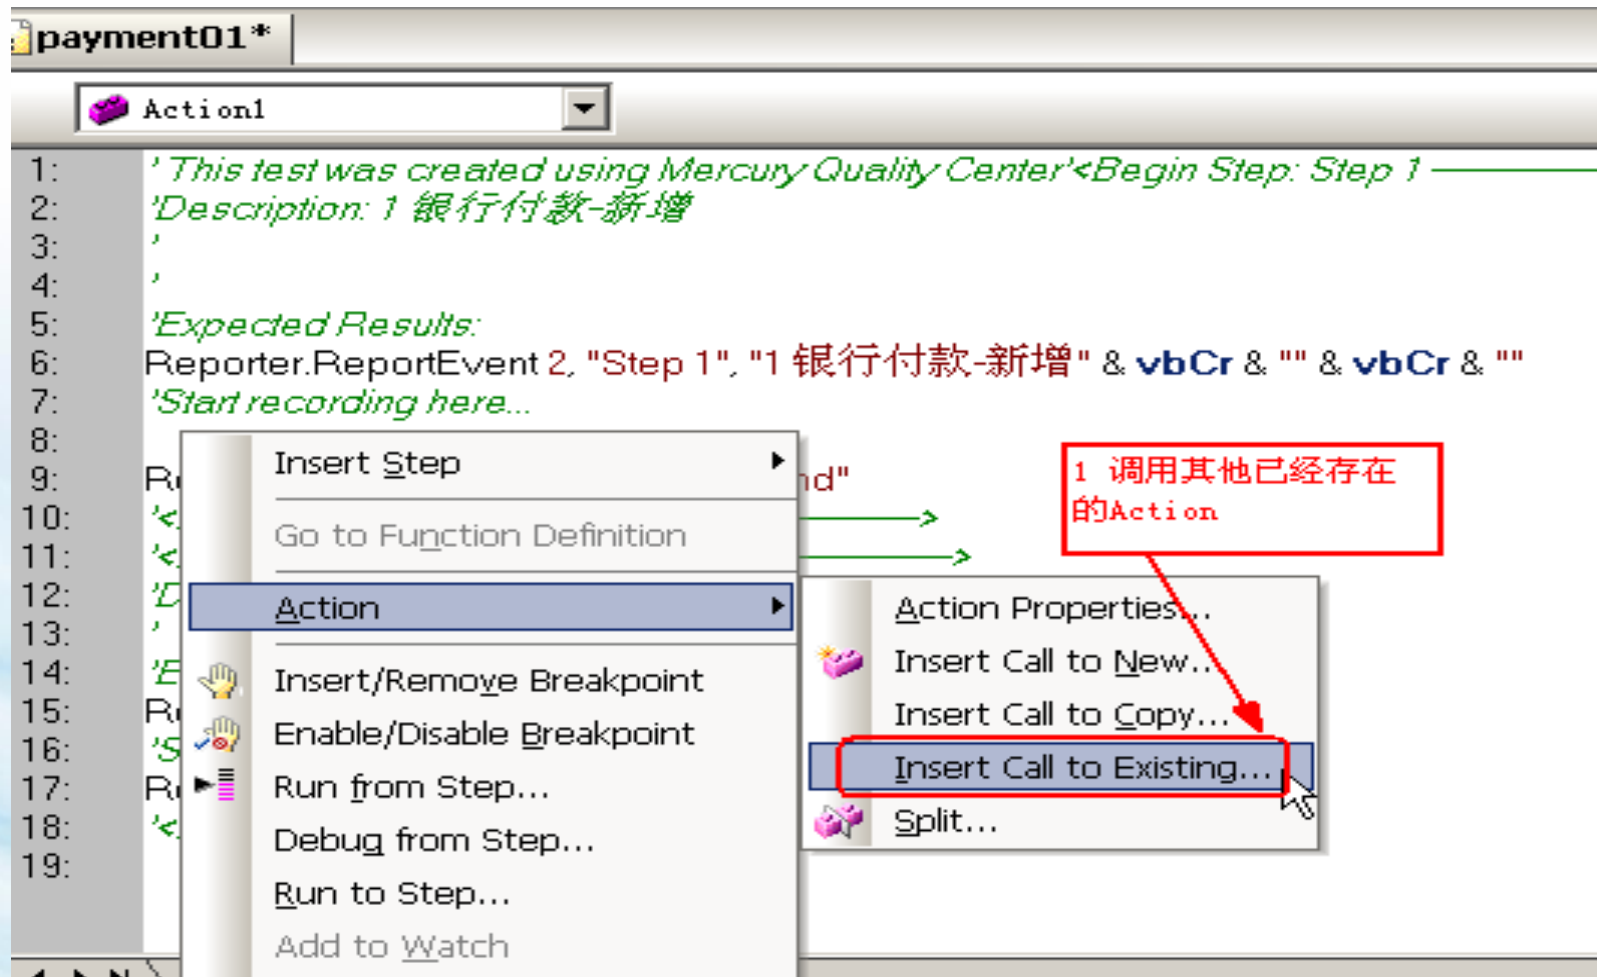 payment01*
Action1
1: ' This test was created using Mercury Quality Center'<Begin Step: Step 1
2: 'Description: 1 银行付款-新增
3: '
4: '
5: 'Expected Results:
6: Reporter.ReportEvent 2, "Step 1", "1 银行付款-新增" & vbCr & "" & vbCr & ""
7: 'Start recording here...
8:
9: nd"
10: '< >
11: '< >
12: 'D
13: '
14: 'E
15:
16: 'S
17:
18: '<
19:
Insert Step
Go to Function Definition
Action
Insert/Remove Breakpoint
Enable/Disable Breakpoint
Run from Step...
Debug from Step...
Run to Step...
Add to Watch
1 调用其他已经存在
的Action
Action Properties...
Insert Call to New...
Insert Call to Copy...
Insert Call to Existing...
Split...